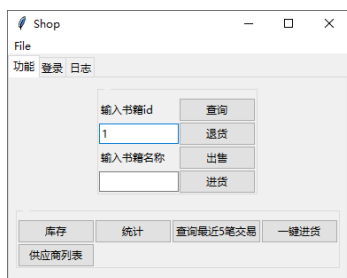 Shop
File
功能 登录 日志
输入书籍id 查询
1 退货
输入书籍名称 出售
进货
库存 统计 查询最近5笔交易 一键进货
供应商列表